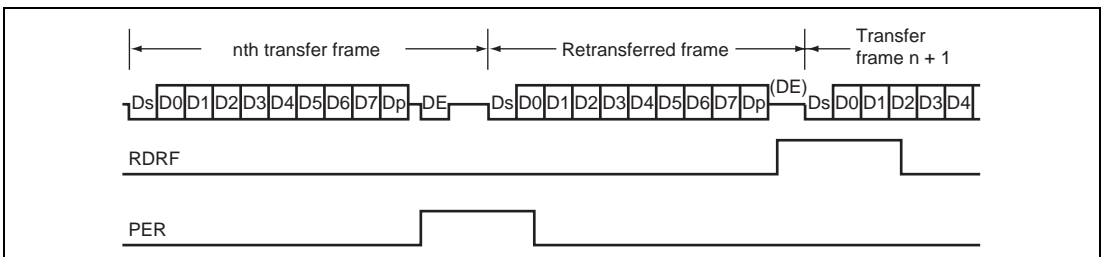 nth transfer frame Retransferred frame Transfer
frame n + 1
(DE)
Ds D0 D1 D2 D3 D4 D5 D6 D7 Dp DE Ds D0 D1 D2 D3 D4 D5 D6 D7 Dp Ds D0 D1 D2 D3 D4
RDRF
PER